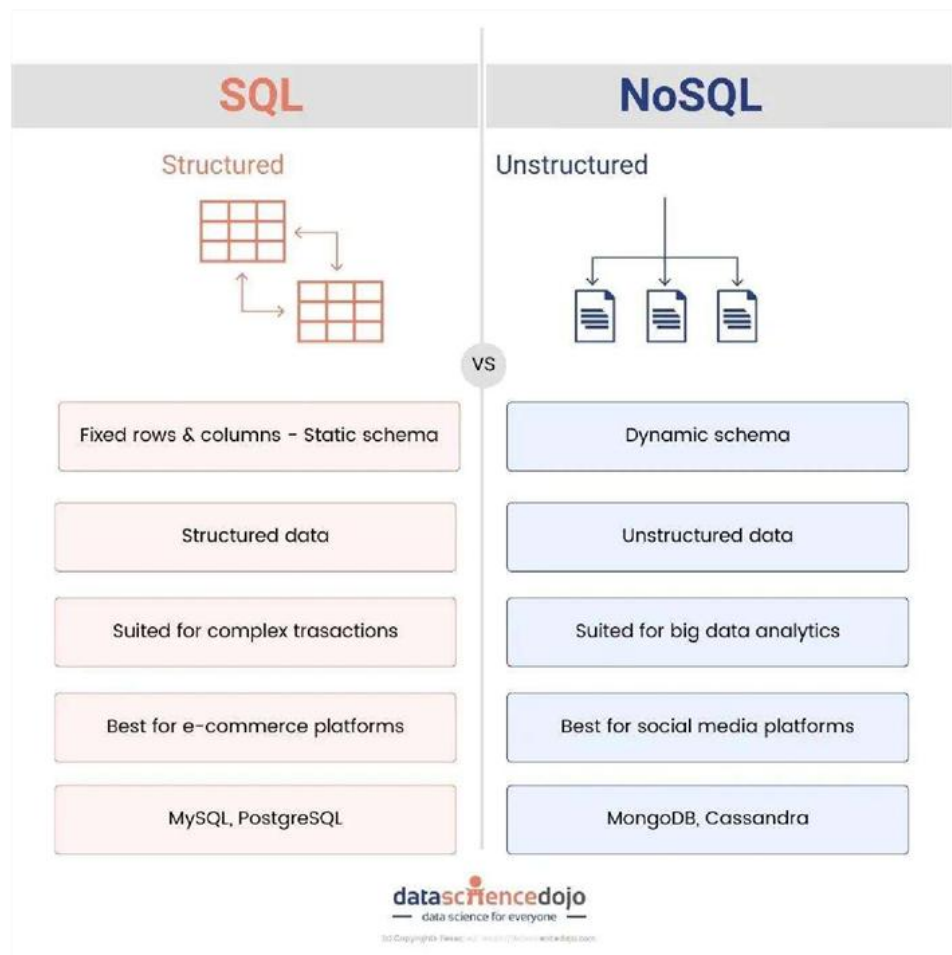 SQL
NoSQL
Structured
Unstructured
VS
Fixed rows & columns - Static schema
Dynamic schema
Structured data
Unstructured data
Suited for complex trasactions
Suited for big data analytics
Best for e-commerce platforms
Best for social media platforms
MySQL, PostgreSQL
MongoDB, Cassandra
datasciencedojo
data science for everyone